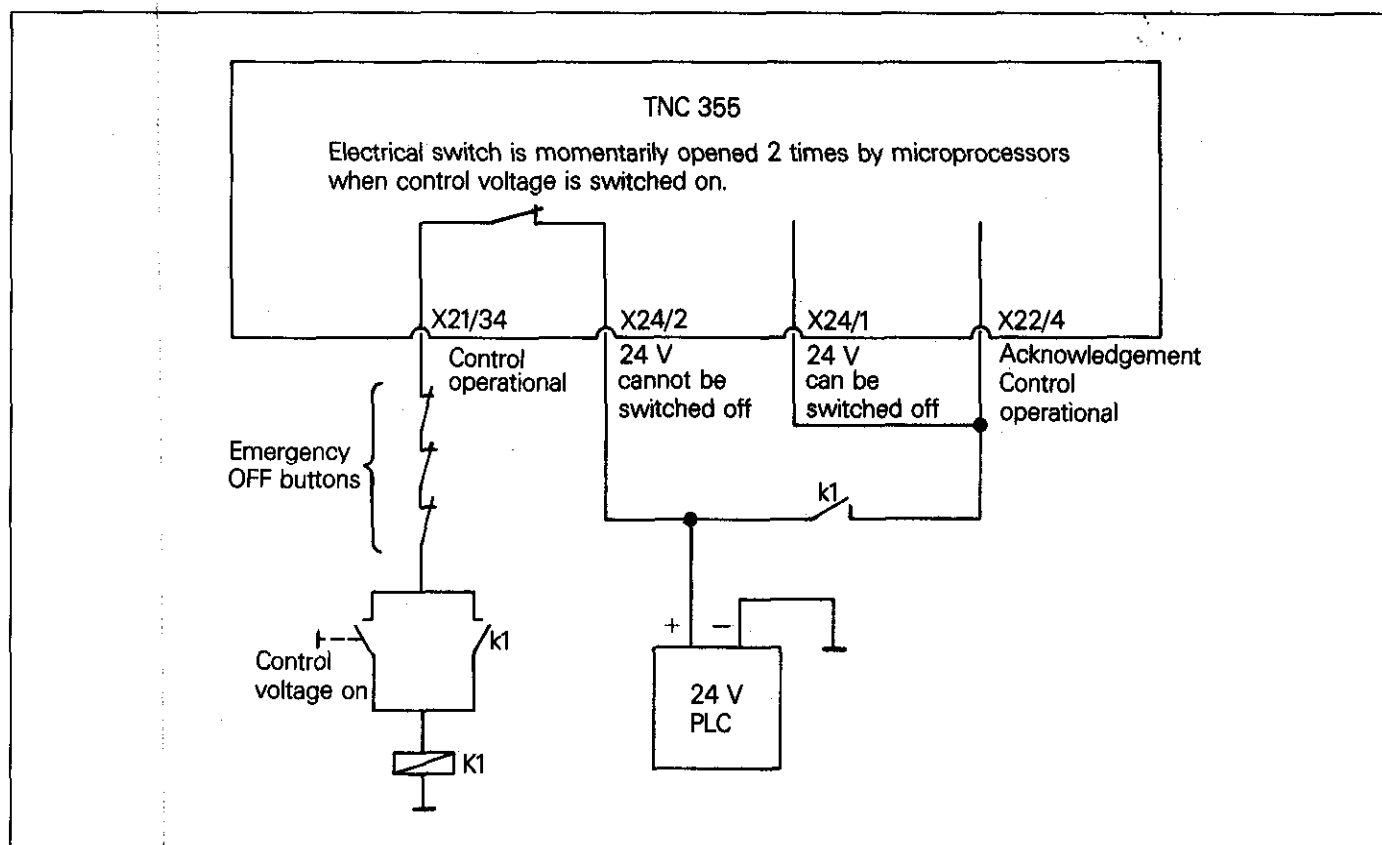 TNC 355
Electrical switch is momentarily opened 2 times by microprocessors
when control voltage is switched on.
X21/34
Control
operational
X24/2
24 V
cannot be
switched off
X24/1
24 V
can be
switched off
X22/4
Acknowledgement
Control
operational
Emergency
OFF buttons
k1
Control
voltage on
k1
K1
+ −
24 V
PLC